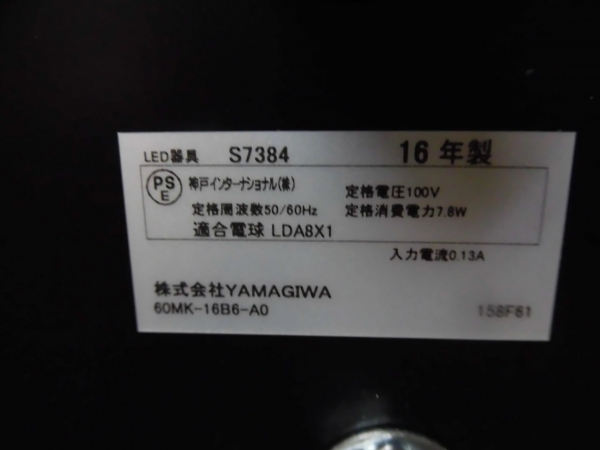 LED器具 S7384 16年製
PS
E
神戸インターナショナル(株) 定格電圧100V
定格周波数50/60Hz 定格消費電力7.8W
適合電球 LDA8X1
入力電流0.13A
株式会社YAMAGIWA
60MK-16B6-A0 158F61